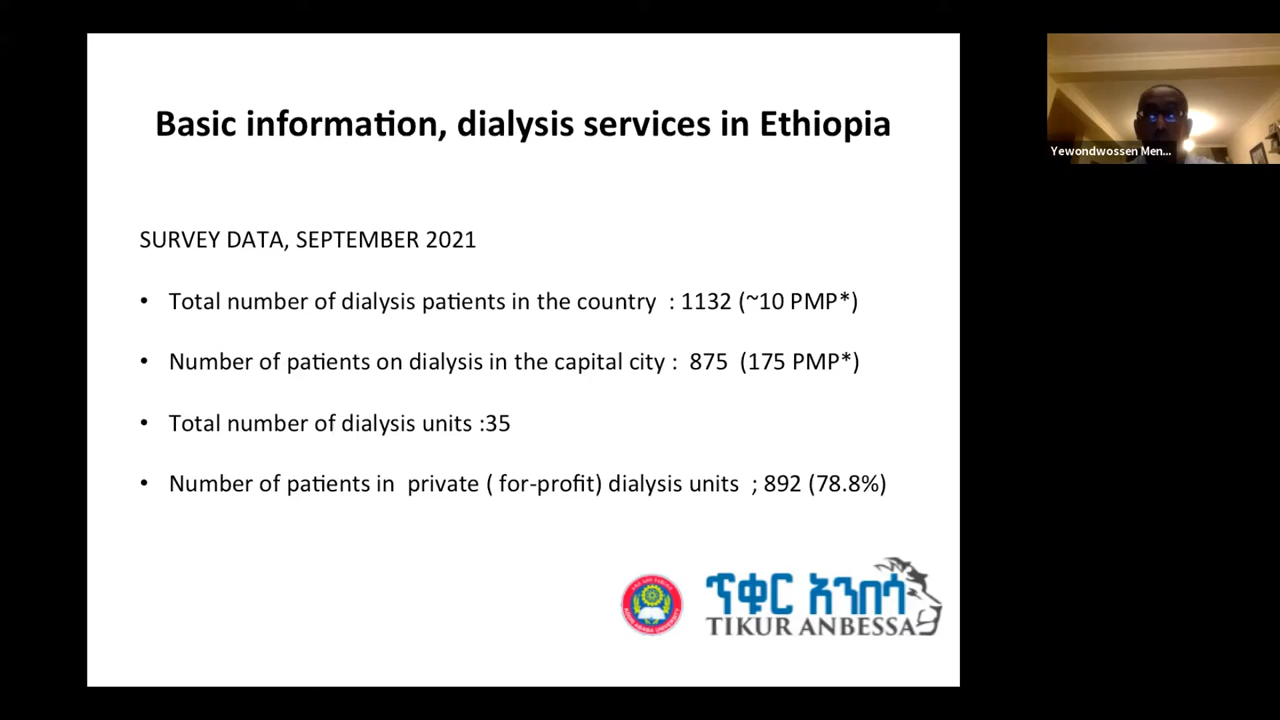 Basic information, dialysis services in Ethiopia
Yewondwossen Men...
SURVEY DATA, SEPTEMBER 2021
• Total number of dialysis patients in the country : 1132 (~10 PMP*)
• Number of patients on dialysis in the capital city : 875 (175 PMP*)
• Total number of dialysis units :35
• Number of patients in private ( for-profit) dialysis units ; 892 (78.8%)
ጥቁር አንበሳ
TIKUR ANBESSA